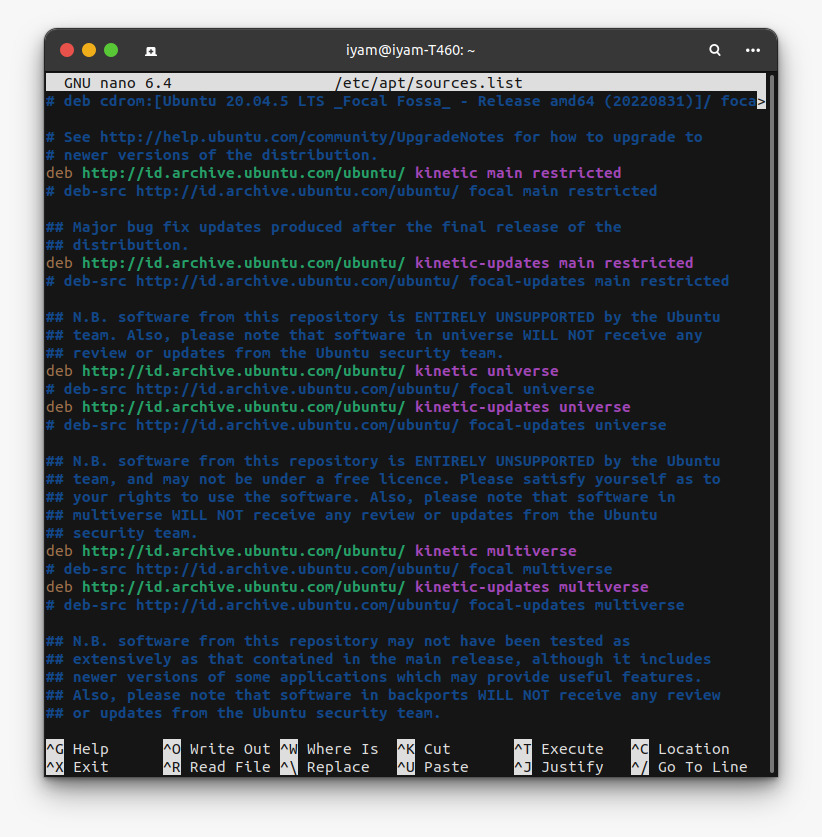 iyam@iyam-T460: ~
GNU nano 6.4 /etc/apt/sources.list
# deb cdrom:[Ubuntu 20.04.5 LTS _Focal Fossa_ - Release amd64 (20220831)]/ foca>
# See http://help.ubuntu.com/community/UpgradeNotes for how to upgrade to
# newer versions of the distribution.
deb http://id.archive.ubuntu.com/ubuntu/ kinetic main restricted
# deb-src http://id.archive.ubuntu.com/ubuntu/ focal main restricted
## Major bug fix updates produced after the final release of the
## distribution.
deb http://id.archive.ubuntu.com/ubuntu/ kinetic-updates main restricted
# deb-src http://id.archive.ubuntu.com/ubuntu/ focal-updates main restricted
## N.B. software from this repository is ENTIRELY UNSUPPORTED by the Ubuntu
## team. Also, please note that software in universe WILL NOT receive any
## review or updates from the Ubuntu security team.
deb http://id.archive.ubuntu.com/ubuntu/ kinetic universe
# deb-src http://id.archive.ubuntu.com/ubuntu/ focal universe
deb http://id.archive.ubuntu.com/ubuntu/ kinetic-updates universe
# deb-src http://id.archive.ubuntu.com/ubuntu/ focal-updates universe
## N.B. software from this repository is ENTIRELY UNSUPPORTED by the Ubuntu
## team, and may not be under a free licence. Please satisfy yourself as to
## your rights to use the software. Also, please note that software in
## multiverse WILL NOT receive any review or updates from the Ubuntu
## security team.
deb http://id.archive.ubuntu.com/ubuntu/ kinetic multiverse
# deb-src http://id.archive.ubuntu.com/ubuntu/ focal multiverse
deb http://id.archive.ubuntu.com/ubuntu/ kinetic-updates multiverse
# deb-src http://id.archive.ubuntu.com/ubuntu/ focal-updates multiverse
## N.B. software from this repository may not have been tested as
## extensively as that contained in the main release, although it includes
## newer versions of some applications which may provide useful features.
## Also, please note that software in backports WILL NOT receive any review
## or updates from the Ubuntu security team.
^G Help ^O Write Out ^W Where Is ^K Cut ^T Execute ^C Location
^X Exit ^R Read File ^\ Replace ^U Paste ^J Justify ^/ Go To Line